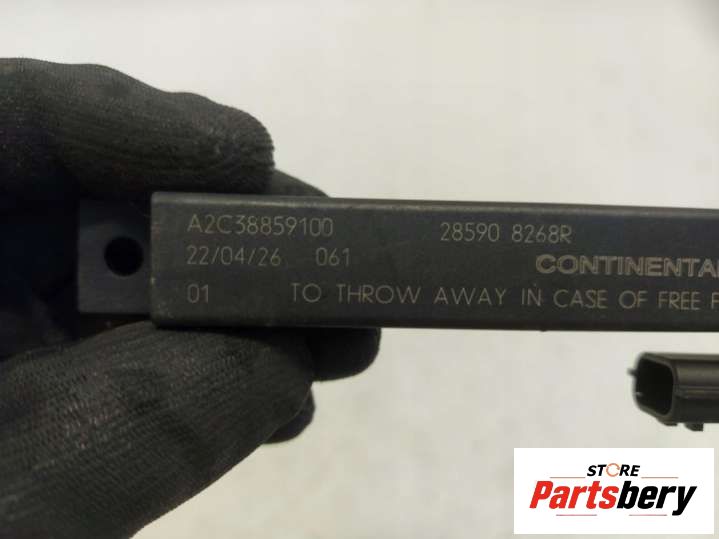 A2C38859100 28590 8268R
22/04/26 061
CONTINENTA
01 TO THROW AWAY IN CASE OF FREE
STORE
Partsbery